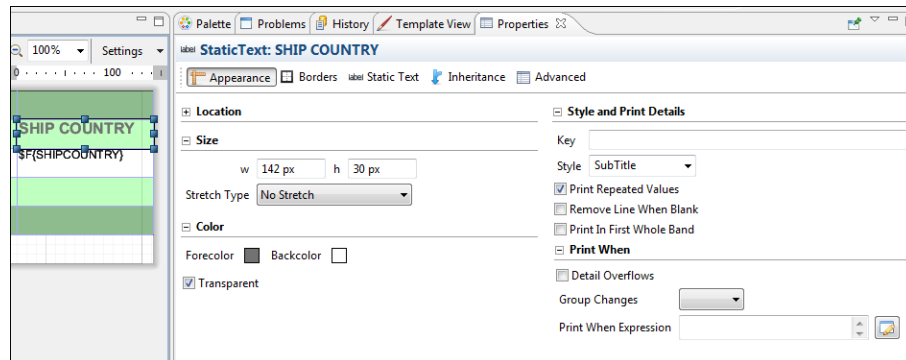 Palette Problems History Template View Properties
100% Settings
StaticText: SHIP COUNTRY
0 100 1
Appearance Borders label Static Text Inheritance Advanced
SHIP COUNTRY
$F{SHIPCOUNTRY}
Location
Size
w 142 px h 30 px
Stretch Type No Stretch
Color
Forecolor Backcolor
Transparent
Style and Print Details
Key
Style SubTitle
Print Repeated Values
Remove Line When Blank
Print In First Whole Band
Print When
Detail Overflows
Group Changes
Print When Expression